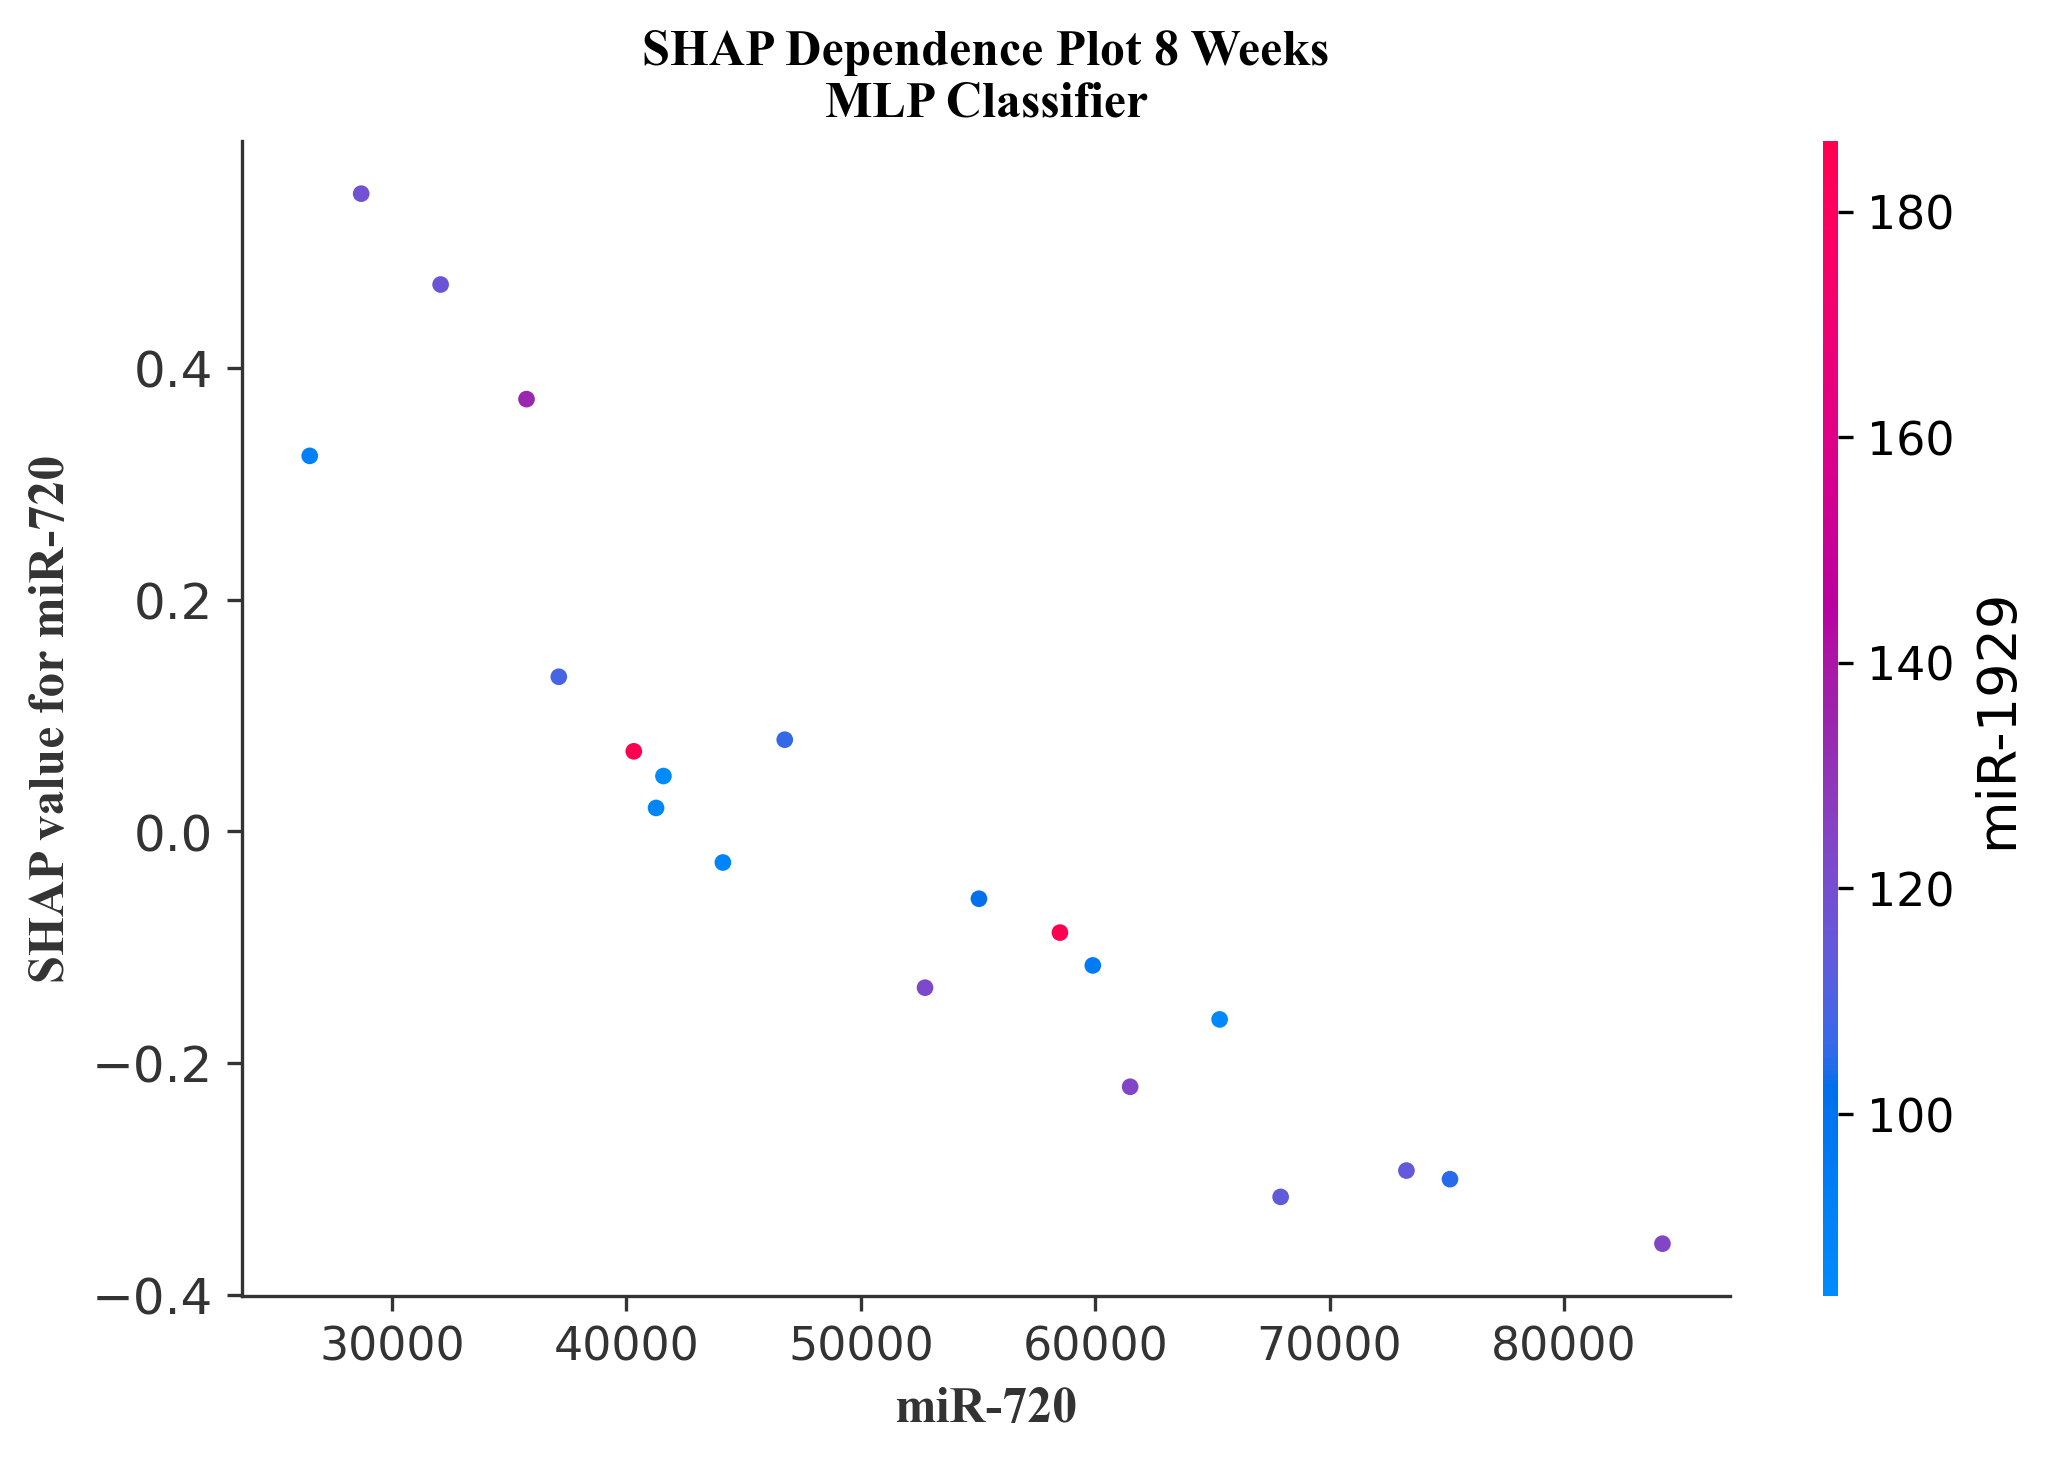 SHAP Dependence Plot 8 Weeks
MLP Classifier
SHAP value for miR-720
0.4
0.2
0.0
−0.2
−0.4
30000 40000 50000 60000 70000 80000
miR-720
180
160
140
120
100
miR-1929